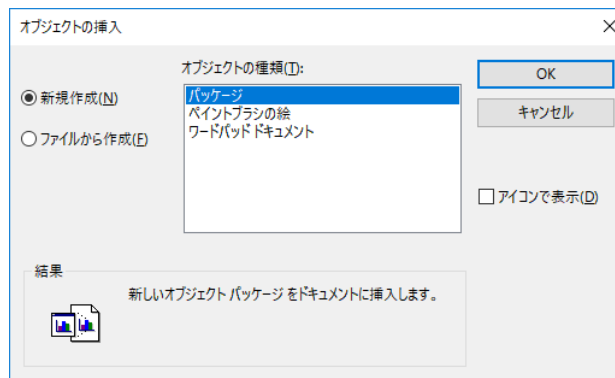 オブジェクトの挿入
オブジェクトの種類(T):
新規作成(N)
ファイルから作成(F)
パッケージ
ペイントブラシの絵
ワードパッド ドキュメント
OK
キャンセル
アイコンで表示(D)
結果
新しいオブジェクト パッケージ をドキュメントに挿入します。